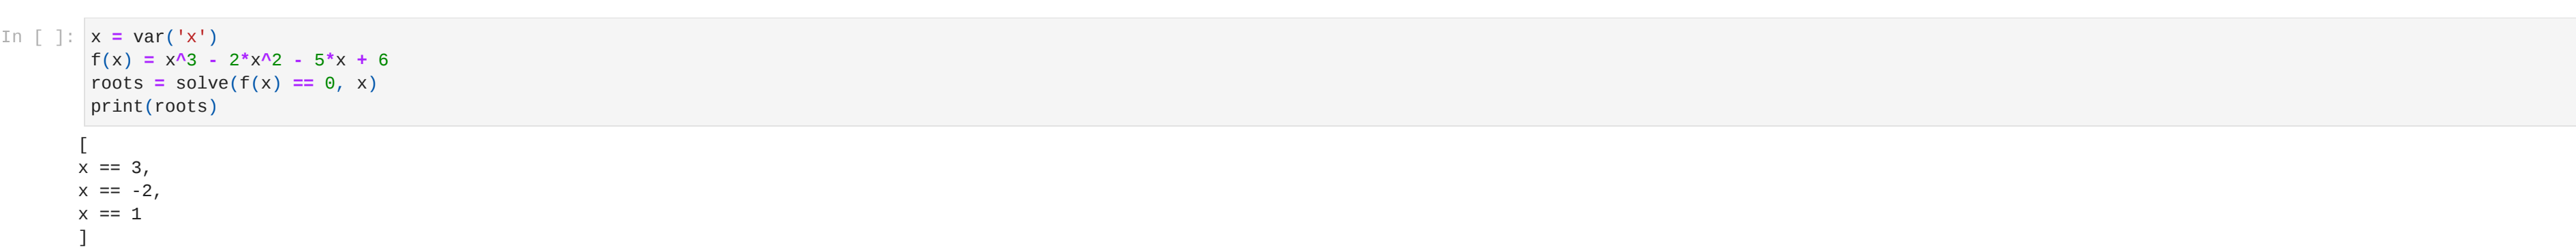 In [ ]: x = var('x')
f(x) = x^3 - 2*x^2 - 5*x + 6
roots = solve(f(x) == 0, x)
print(roots)
[
x == 3,
x == -2,
x == 1
]